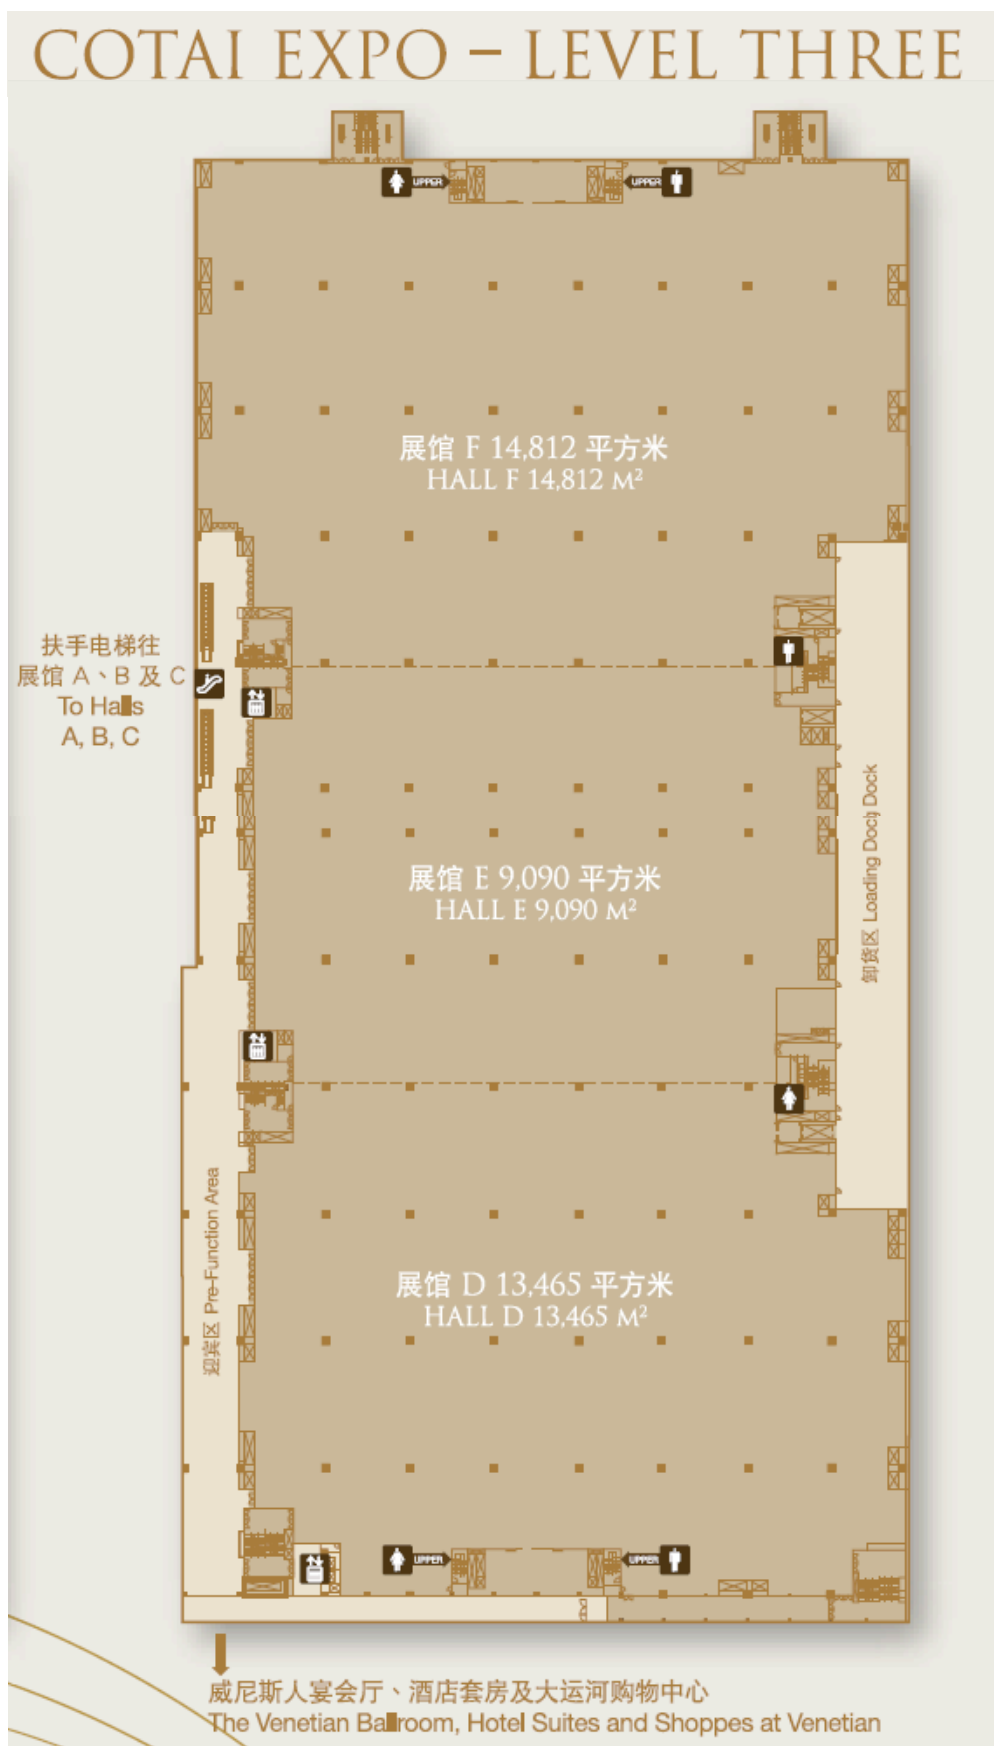 COTAI EXPO – LEVEL THREE
UPPER
UPPER
展馆 F 14,812 平方米
HALL F 14,812 M²
扶手电梯往
展馆 A、B 及 C
To Halls
A, B, C
展馆 E 9,090 平方米
HALL E 9,090 M²
卸货区 Loading Docj Dock
迎宾区 Pre-Function Area
展馆 D 13,465 平方米
HALL D 13,465 M²
UPPER
UPPER
威尼斯人宴会厅、酒店套房及大运河购物中心
The Venetian Ballroom, Hotel Suites and Shoppes at Venetian